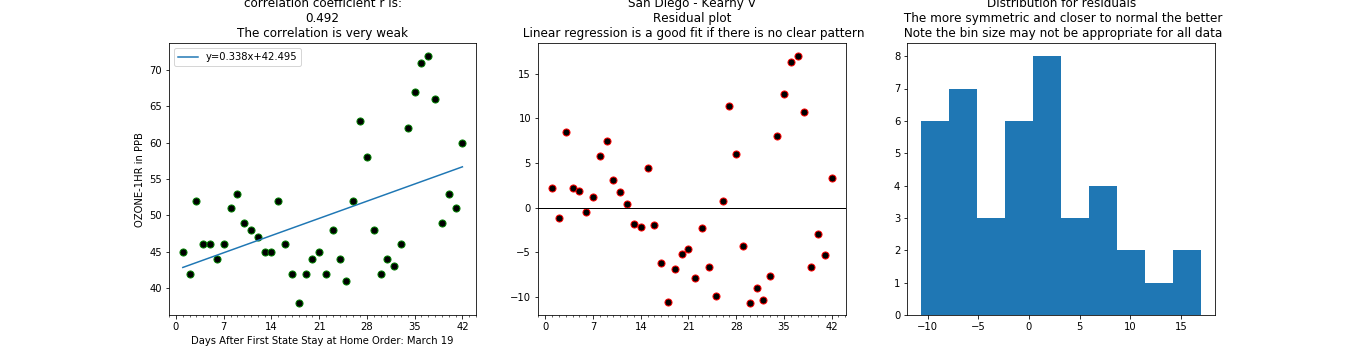 correlation coefficient r is:
0.492
The correlation is very weak
y=0.338x+42.495
70
65
60
55
50
45
40
OZONE-1HR in PPB
0 7 14 21 28 35 42
Days After First State Stay at Home Order: March 19
San Diego - Kearny V
Residual plot
Linear regression is a good fit if there is no clear pattern
15
10
5
0
−5
−10
0 7 14 21 28 35 42
Distribution for residuals
The more symmetric and closer to normal the better
Note the bin size may not be appropriate for all data
8
7
6
5
4
3
2
1
0
−10 −5 0 5 10 15